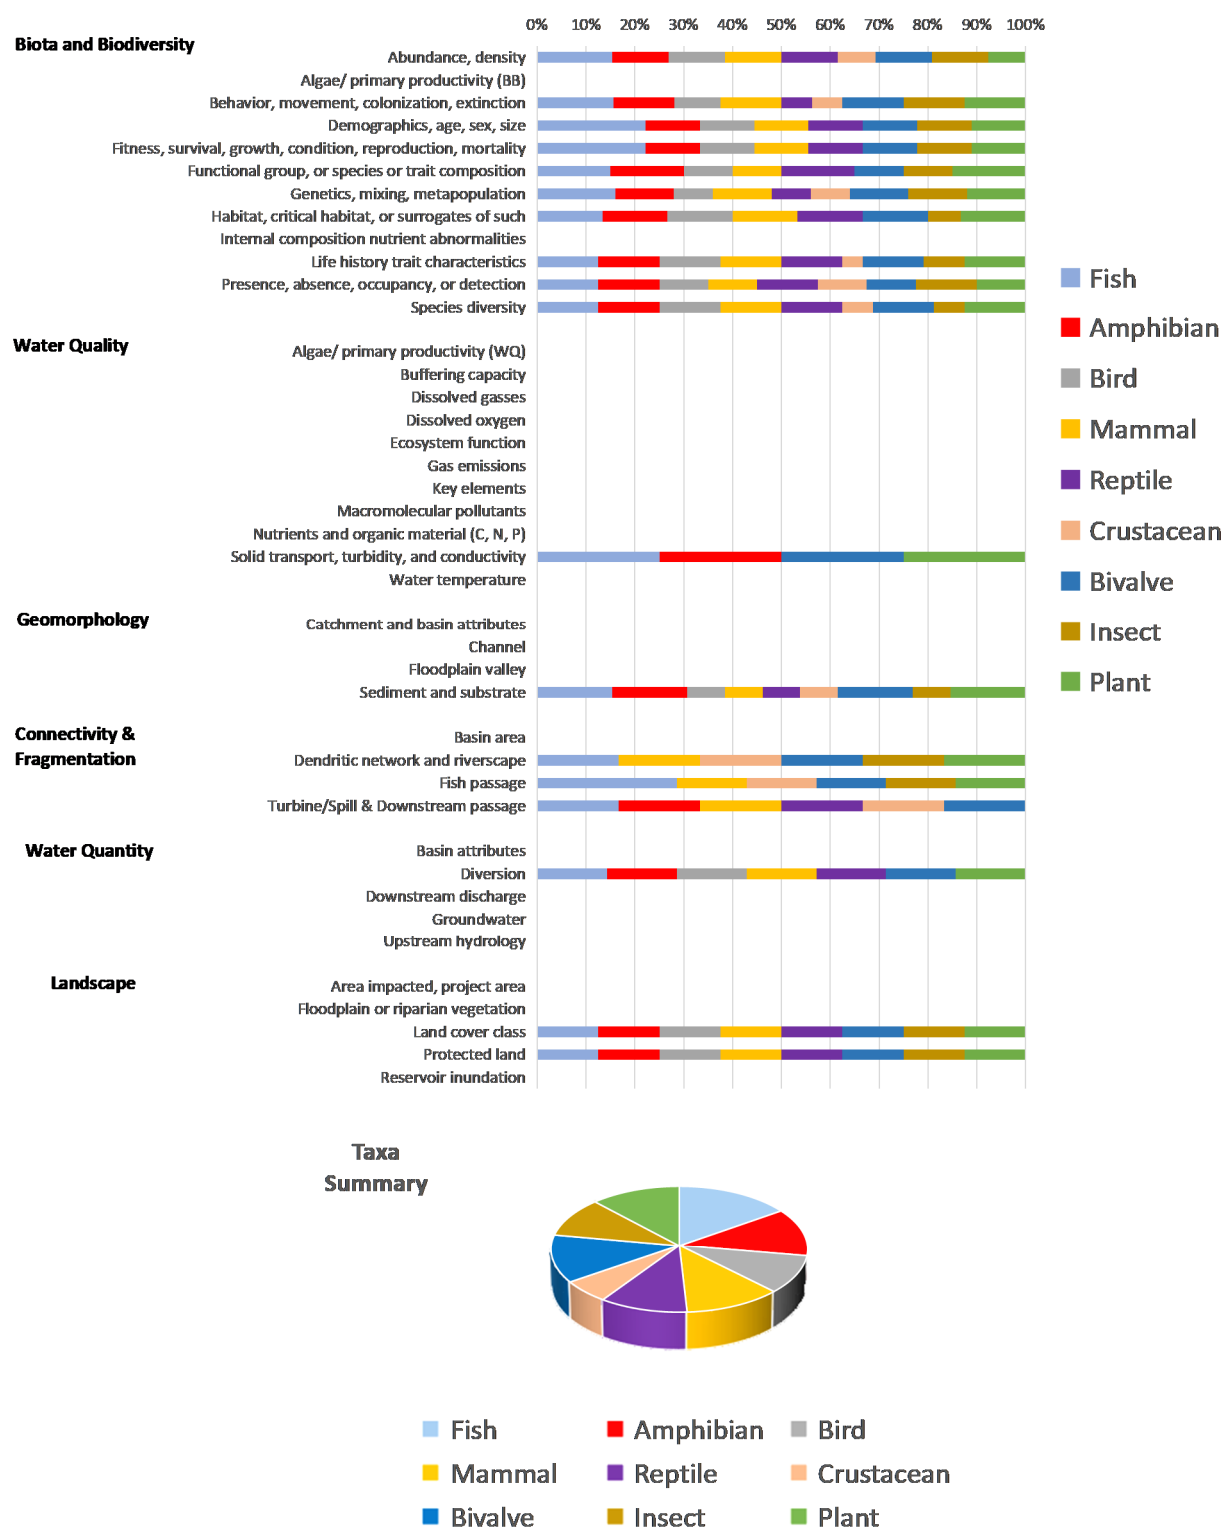 0% 10% 20% 30% 40% 50% 60% 70% 80% 90% 100%
Biota and Biodiversity
Abundance, density
Algae/ primary productivity (BB)
Behavior, movement, colonization, extinction
Demographics, age, sex, size
Fitness, survival, growth, condition, reproduction, mortality
Functional group, or species or trait composition
Genetics, mixing, metapopulation
Habitat, critical habitat, or surrogates of such
Internal composition nutrient abnormalities
Life history trait characteristics
Presence, absence, occupancy, or detection
Species diversity
Water Quality
Algae/ primary productivity (WQ)
Buffering capacity
Dissolved gasses
Dissolved oxygen
Ecosystem function
Gas emissions
Key elements
Macromolecular pollutants
Nutrients and organic material (C, N, P)
Solid transport, turbidity, and conductivity
Water temperature
Geomorphology
Catchment and basin attributes
Channel
Floodplain valley
Sediment and substrate
Connectivity &
Fragmentation
Basin area
Dendritic network and riverscape
Fish passage
Turbine/Spill & Downstream passage
Water Quantity
Basin attributes
Diversion
Downstream discharge
Groundwater
Upstream hydrology
Landscape
Area impacted, project area
Floodplain or riparian vegetation
Land cover class
Protected land
Reservoir inundation
Fish
Amphibian
Bird
Mammal
Reptile
Crustacean
Bivalve
Insect
Plant
Taxa
Summary
Fish Amphibian Bird
Mammal Reptile Crustacean
Bivalve Insect Plant